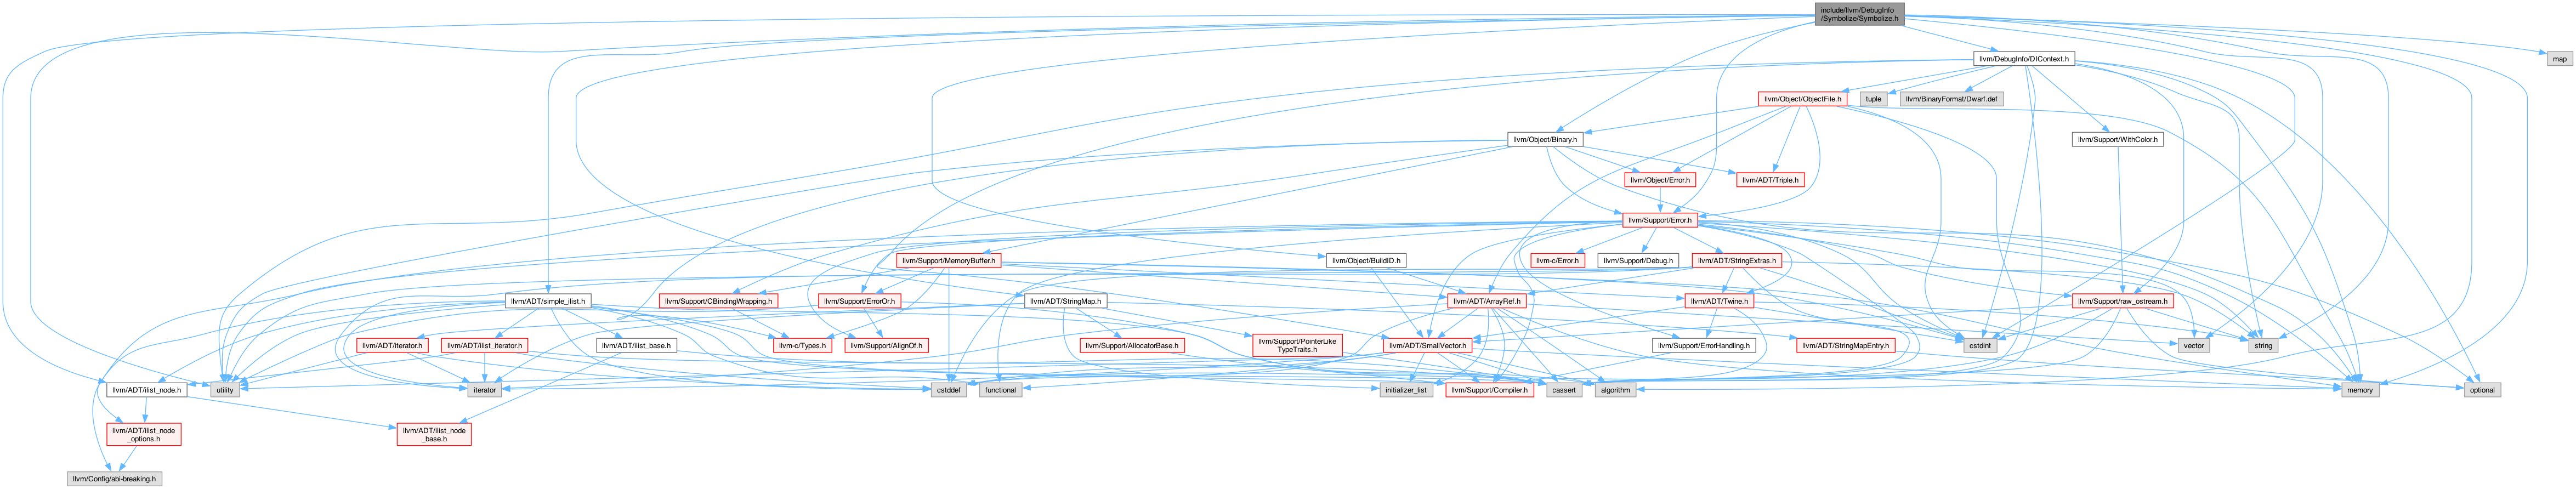 include/llvm/DebugInfo
/Symbolize/Symbolize.h
llvm/DebugInfo/DIContext.h
map
llvm/Object/ObjectFile.h
tuple
llvm/BinaryFormat/Dwarf.def
llvm/Object/Binary.h
llvm/Support/WithColor.h
llvm/Object/Error.h
llvm/ADT/Triple.h
llvm/Support/Error.h
llvm/Support/MemoryBuffer.h
llvm/Object/BuildID.h
llvm-c/Error.h
llvm/Support/Debug.h
llvm/ADT/StringExtras.h
llvm/ADT/simple_ilist.h
llvm/Support/CBindingWrapping.h
llvm/Support/ErrorOr.h
llvm/ADT/StringMap.h
llvm/ADT/ArrayRef.h
llvm/ADT/Twine.h
llvm/Support/raw_ostream.h
llvm/ADT/iterator.h
llvm/ADT/ilist_iterator.h
llvm/ADT/ilist_base.h
llvm-c/Types.h
llvm/Support/AlignOf.h
llvm/Support/AllocatorBase.h
llvm/Support/PointerLike
TypeTraits.h
llvm/ADT/SmallVector.h
llvm/Support/ErrorHandling.h
llvm/ADT/StringMapEntry.h
cstdint
vector
string
llvm/ADT/ilist_node.h
utility
iterator
cstddef
functional
initializer_list
llvm/Support/Compiler.h
cassert
algorithm
memory
optional
llvm/ADT/ilist_node
_options.h
llvm/ADT/ilist_node
_base.h
llvm/Config/abi-breaking.h